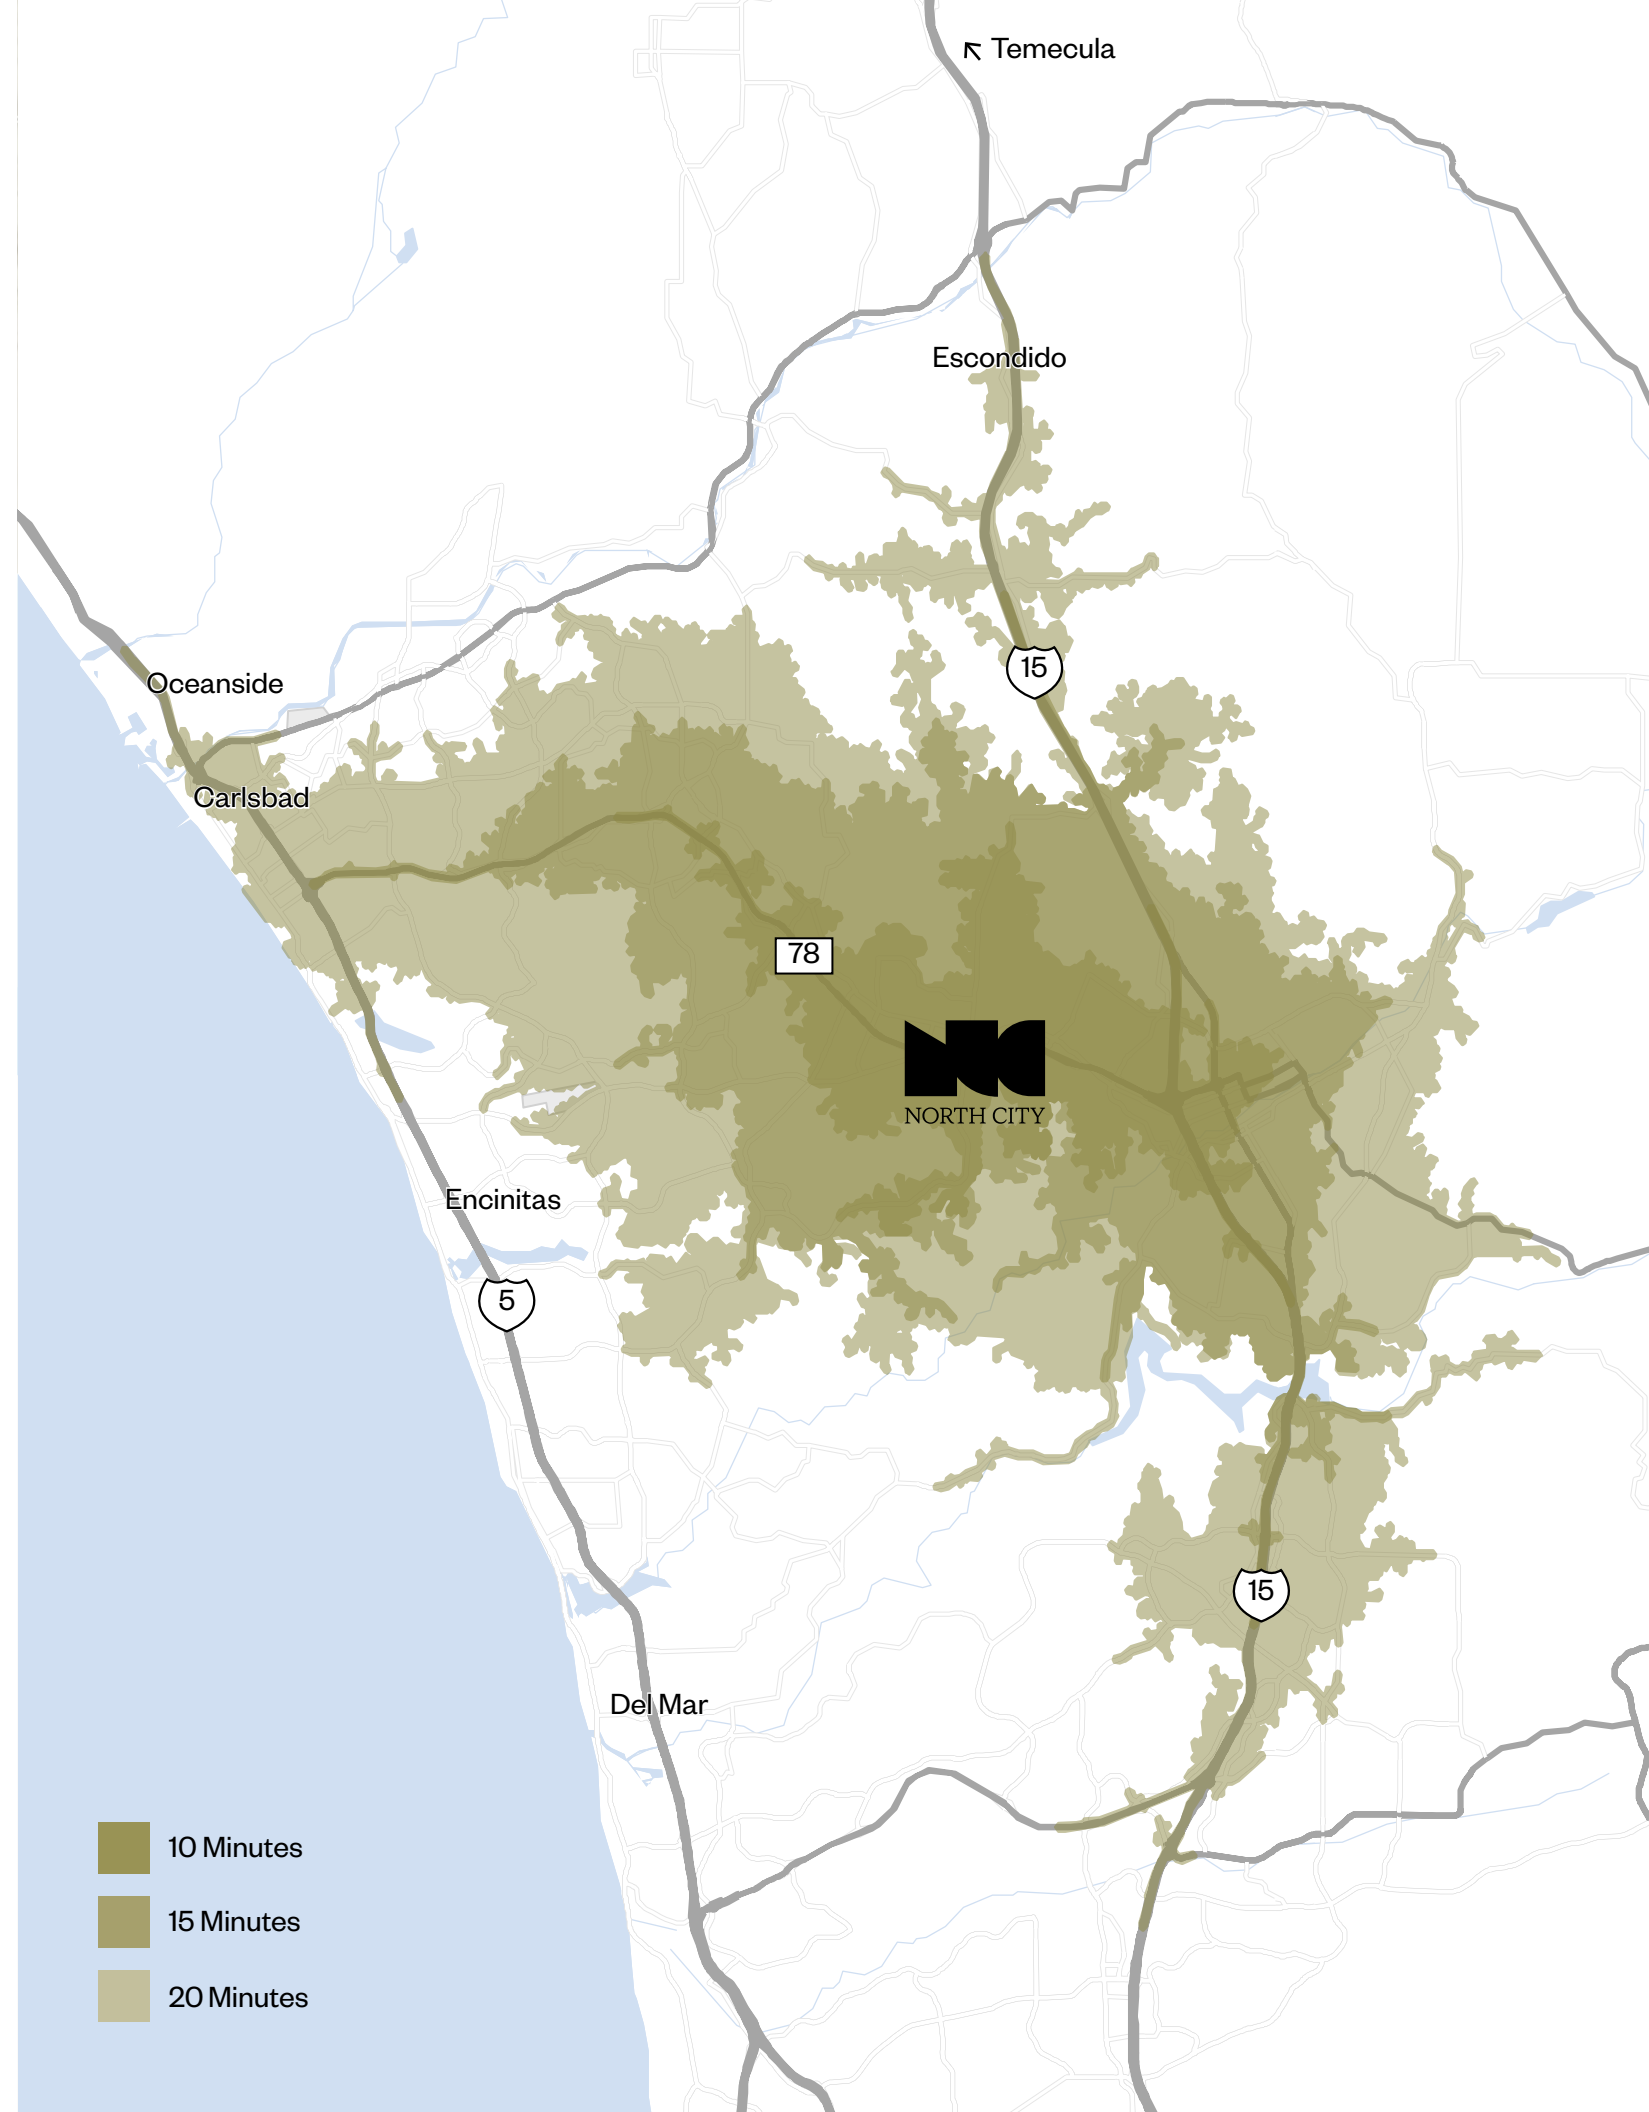 Temecula
Escondido
15
Oceanside
Carlsbad
78
NORTH CITY
Encinitas
5
15
Del Mar
10 Minutes
15 Minutes
20 Minutes